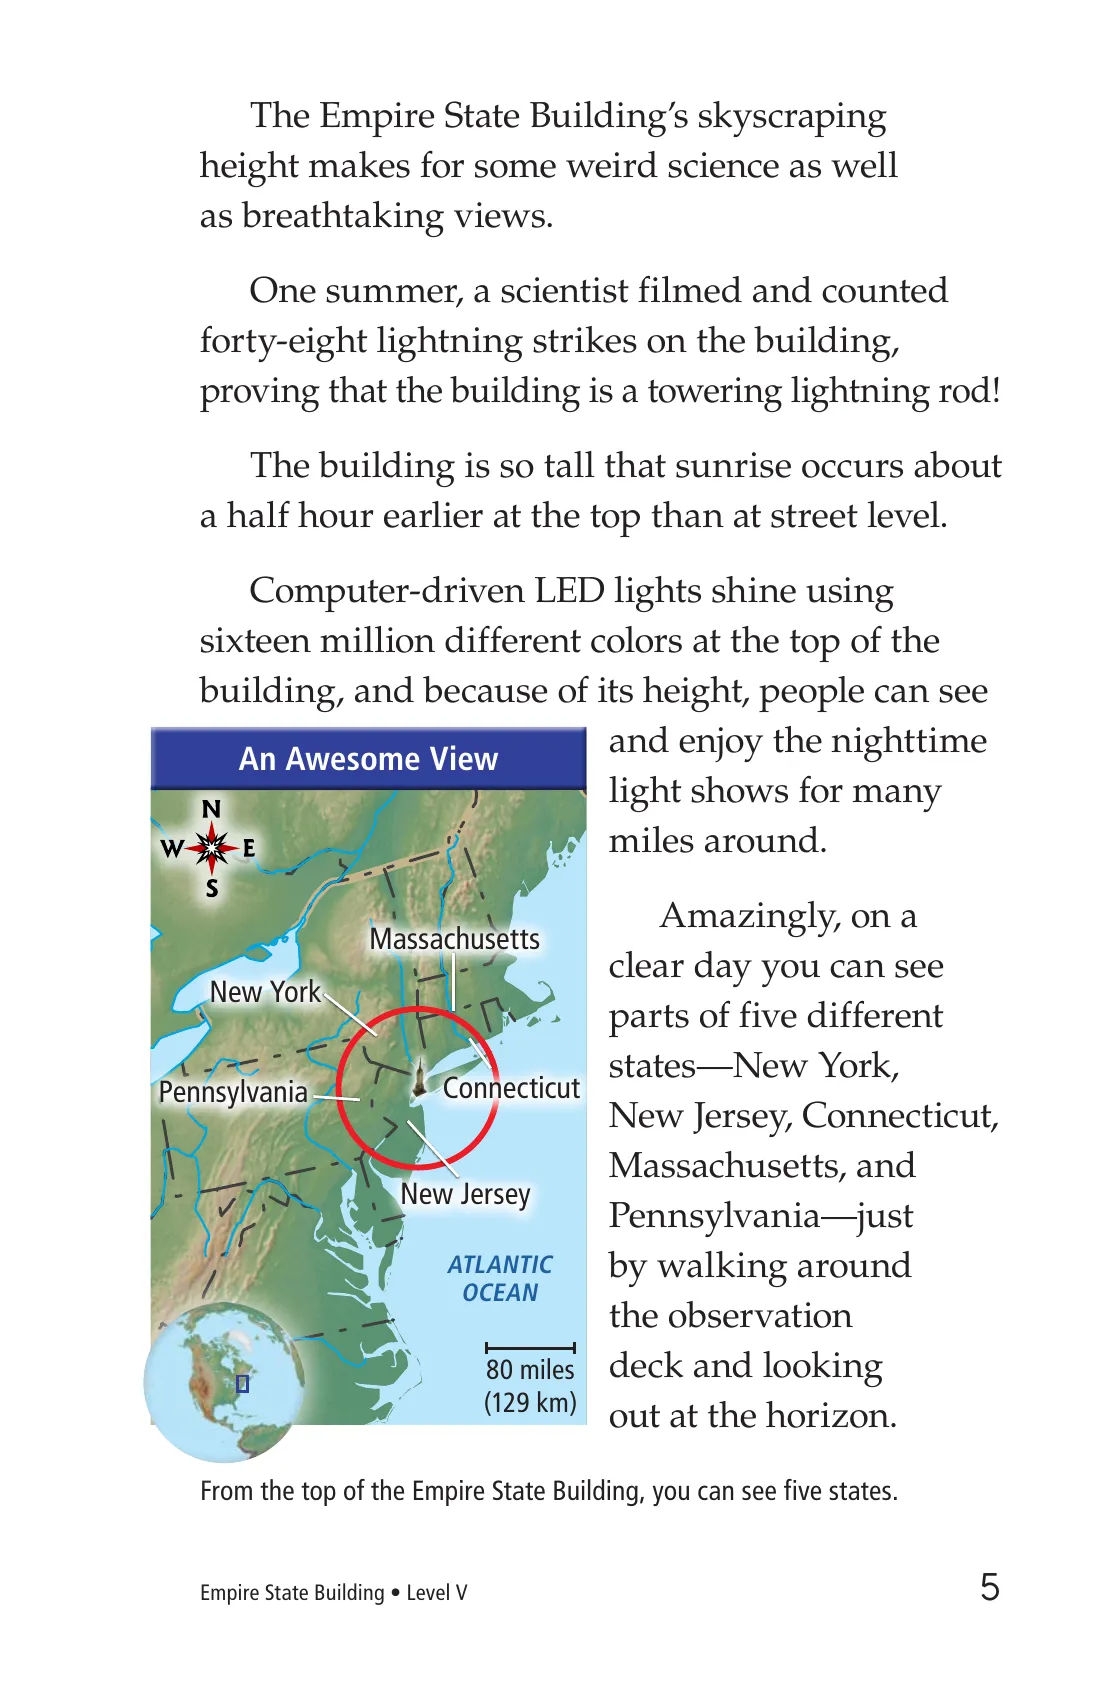 The Empire State Building’s skyscraping
height makes for some weird science as well
as breathtaking views.
One summer, a scientist filmed and counted
forty-eight lightning strikes on the building,
proving that the building is a towering lightning rod!
The building is so tall that sunrise occurs about
a half hour earlier at the top than at street level.
Computer-driven LED lights shine using
sixteen million different colors at the top of the
building, and because of its height, people can see
and enjoy the nighttime
light shows for many
miles around.
Amazingly, on a
clear day you can see
parts of five different
states—New York,
New Jersey, Connecticut,
Massachusetts, and
Pennsylvania—just
by walking around
the observation
deck and looking
out at the horizon.
An Awesome View
N
W E
S
Massachusetts
New York
Pennsylvania
Connecticut
New Jersey
ATLANTIC
OCEAN
80 miles
(129 km)
From the top of the Empire State Building, you can see five states.
Empire State Building • Level V
5